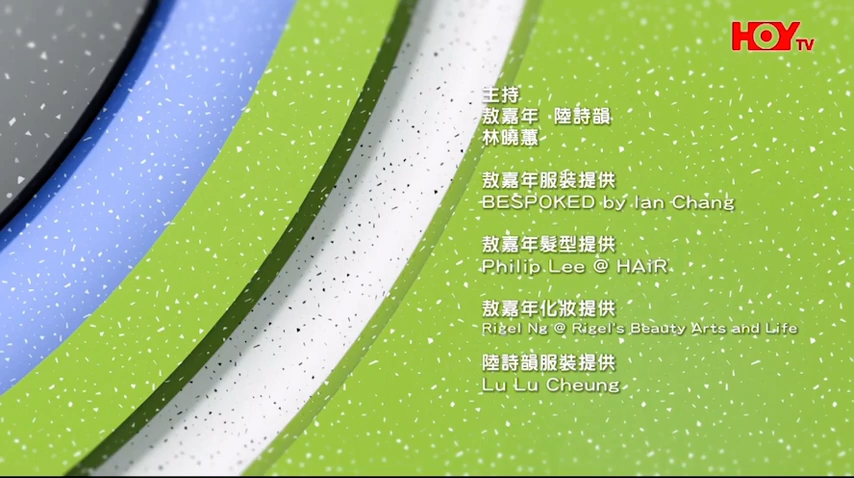 HOY TV
主持
敖嘉年 陸詩韻
林曉蕙
敖嘉年服裝提供
BESPOKED by Ian Chang
敖嘉年髮型提供
Philip Lee @ HAiR
敖嘉年化妝提供
Rigel Ng @ Rigel's Beauty Arts and Life
陸詩韻服裝提供
Lu Lu Cheung